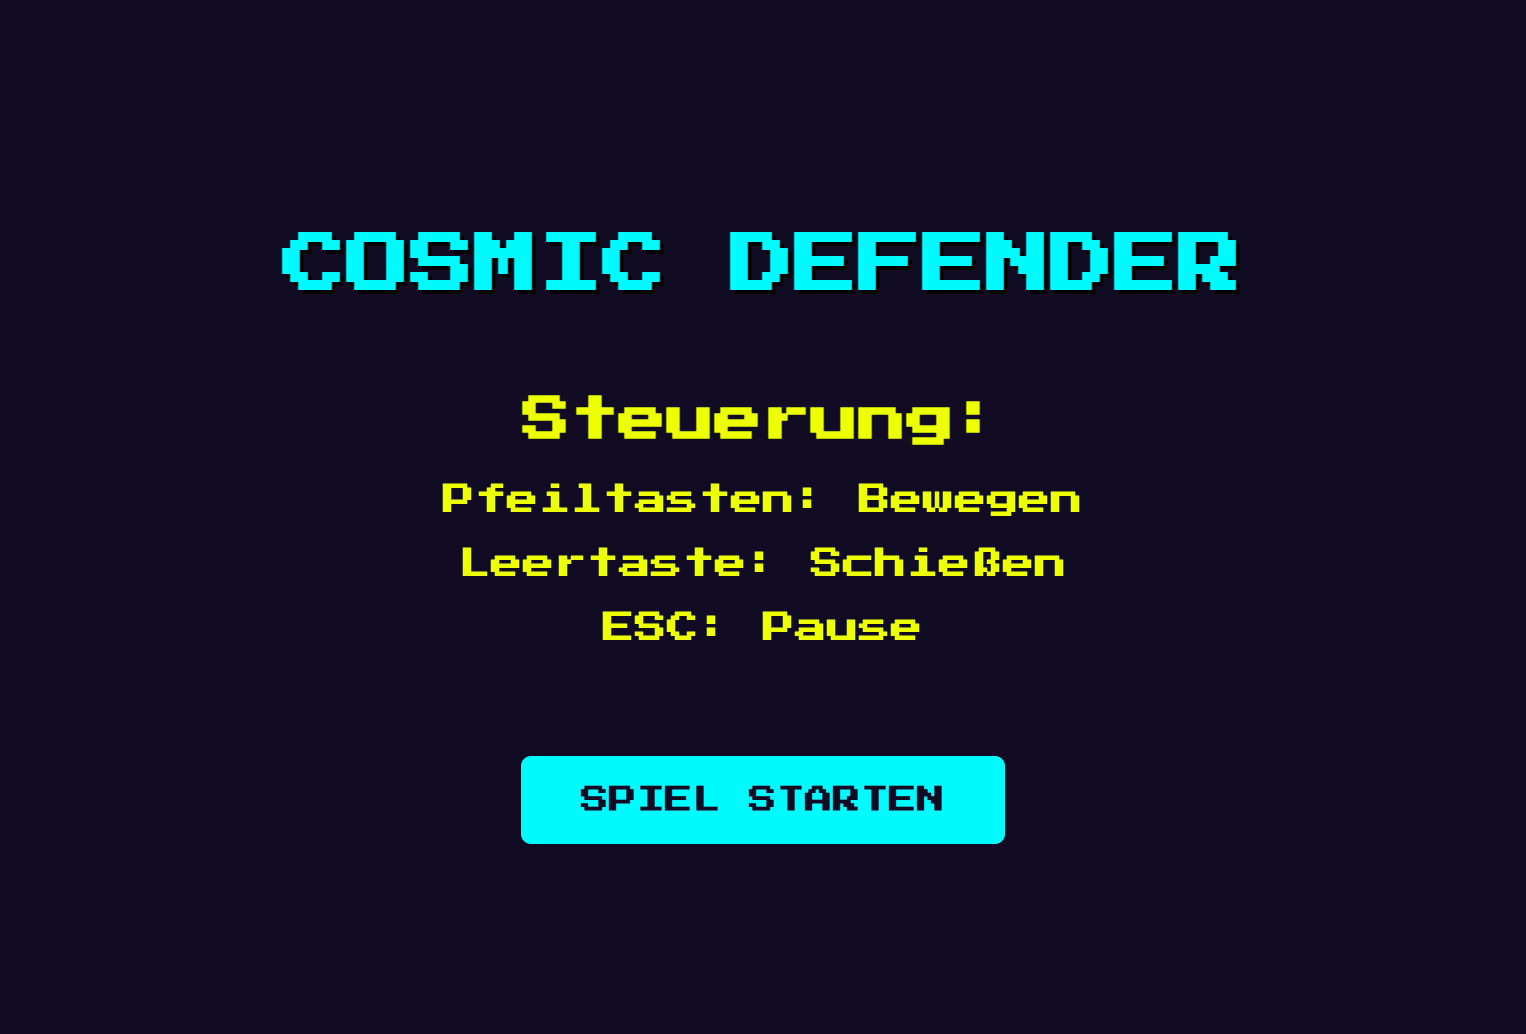 COSMIC DEFENDER
Steuerung:
Pfeiltasten: Bewegen
Leertaste: Schießen
ESC: Pause
SPIEL STARTEN